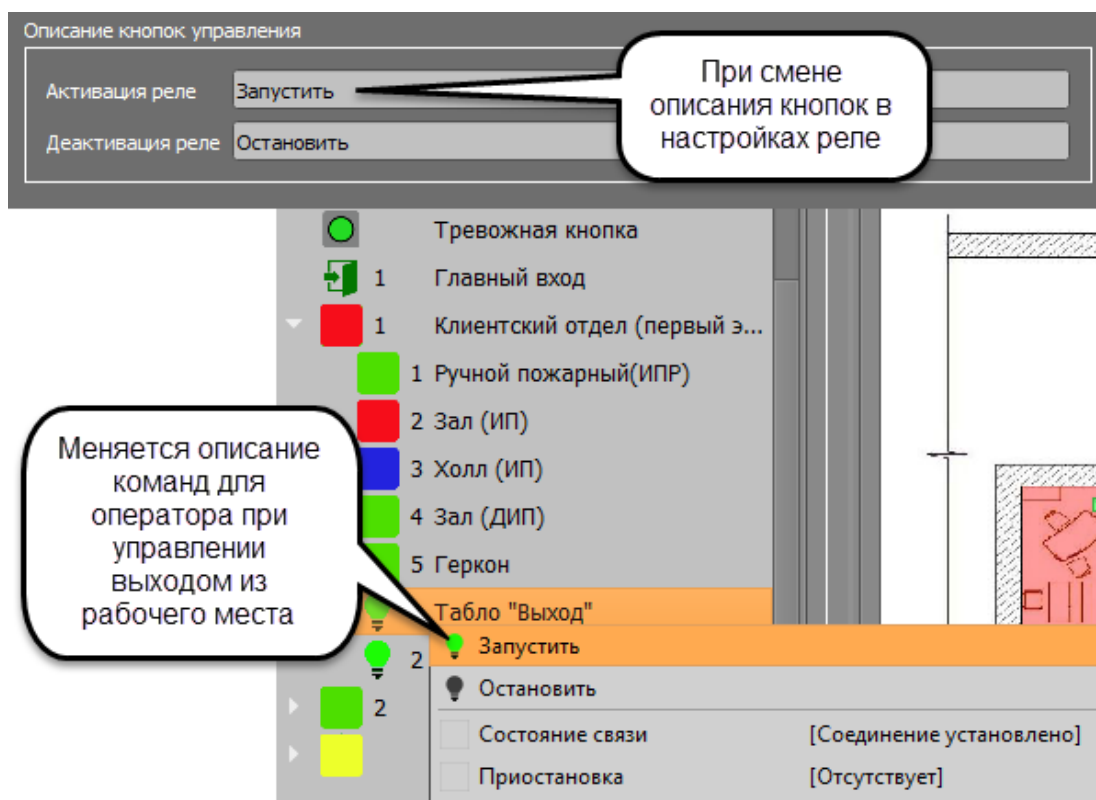 Описание кнопок управления
Активация реле
Запустить
Деактивация реле
Остановить
При смене
описания кнопок в
настройках реле
Тревожная кнопка
1 Главный вход
1 Клиентский отдел (первый э...
1 Ручной пожарный(ИПР)
2 Зал (ИП)
3 Холл (ИП)
4 Зал (ДИП)
5 Геркон
Меняется описание
команд для
оператора при
управлении
выходом из
рабочего места
Табло "Выход"
2
Запустить
Остановить
2
Состояние связи [Соединение установлено]
Приостановка [Отсутствует]